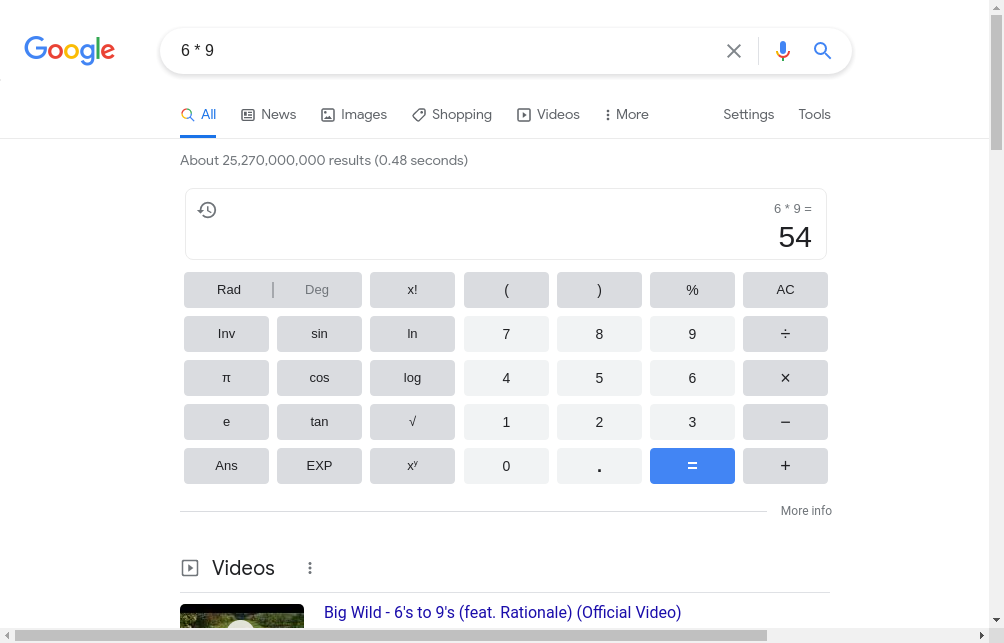 Google
6 * 9
All News Images Shopping Videos More Settings Tools
About 25,270,000,000 results (0.48 seconds)
6 * 9 =
54
Rad | Deg x! ( ) % AC
Inv sin ln 7 8 9 ÷
π cos log 4 5 6 ×
e tan √ 1 2 3 −
Ans EXP xʸ 0 . = +
More info
Videos
Big Wild - 6's to 9's (feat. Rationale) (Official Video)